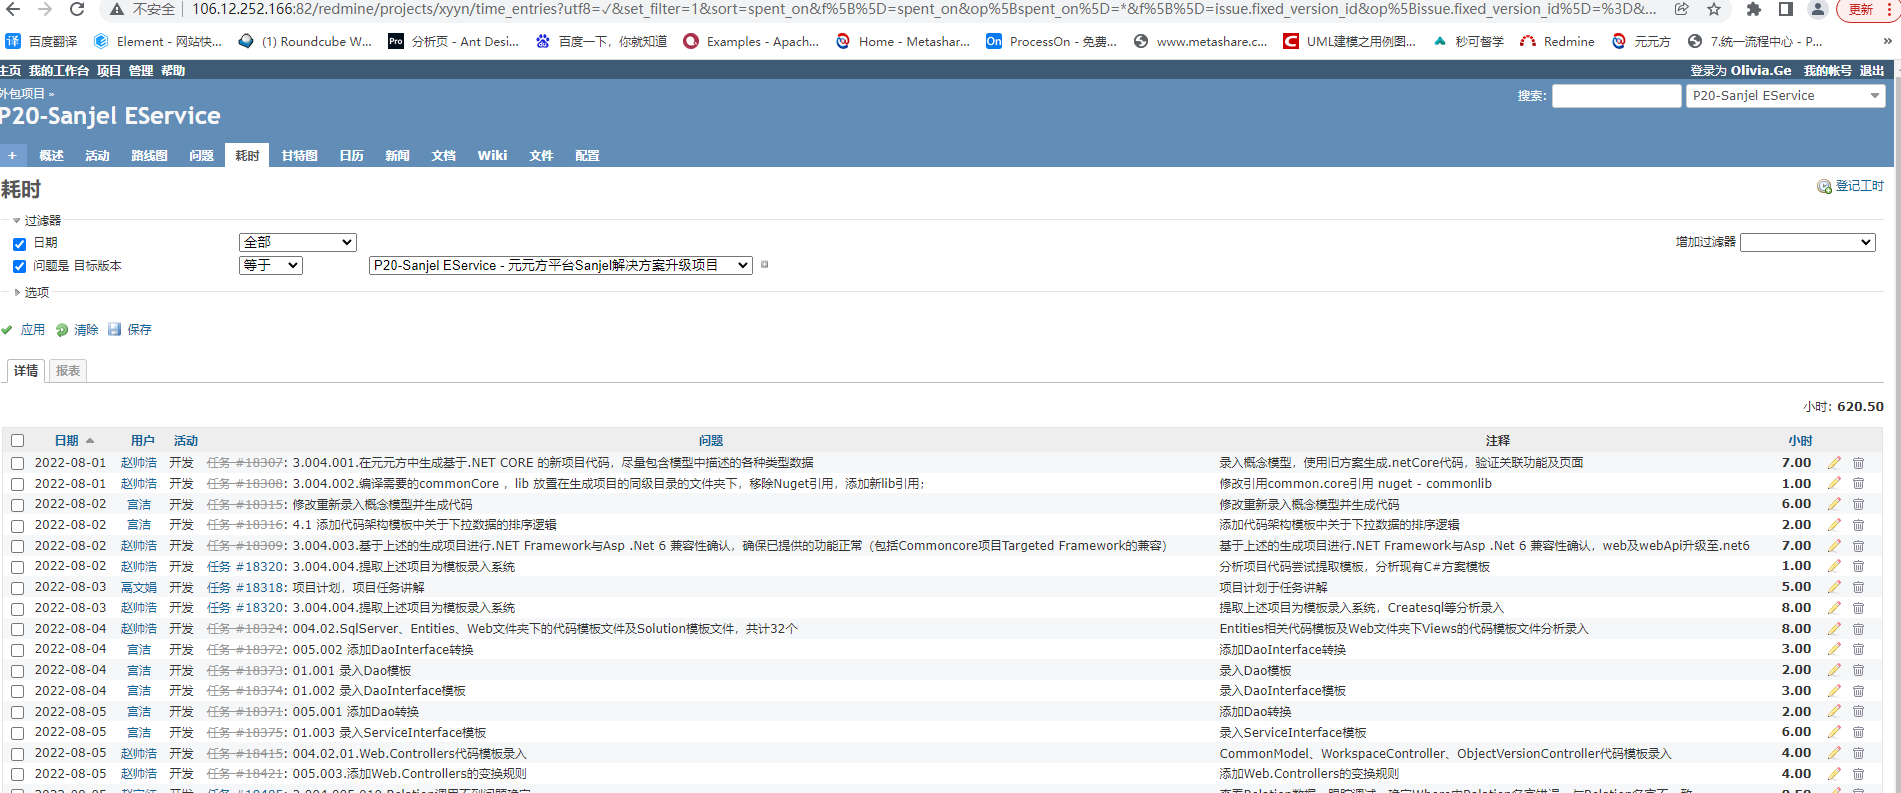 不安全 106.12.252.166:82/redmine/projects/xyyn/time_entries?utf8=✓&set_filter=1&sort=spent_on&f%5B%5D=spent_on&op%5Bspent_on%5D=*&f%5B%5D=issue.fixed_version_id&op%5Bissue.fixed_version_id%5D=%3D&... 更新
译 百度翻译 Element - 网站快... (1) Roundcube W... Pro 分析页 - Ant Desi... 百度一下，你就知道 Examples - Apach... Home - Metashar... On ProcessOn - 免费... www.metashare.c... C UML建模之用例图... 秒可督学 Redmine 元元方 7.统一流程中心 - P... »
主页 我的工作台 项目 管理 帮助 登录为 Olivia.Ge 我的帐号 退出
外包项目 » 搜索: P20-Sanjel EService
P20-Sanjel EService
+ 概述 活动 路线图 问题 耗时 甘特图 日历 新闻 文档 Wiki 文件 配置
耗时 登记工时
过滤器
日期 全部 增加过滤器
问题是 目标版本 等于 P20-Sanjel EService - 元元方平台Sanjel解决方案升级项目
选项
应用 清除 保存
详情 报表
小时: 620.50
日期 用户 活动 问题 注释 小时
2022-08-01 赵帅浩 开发 任务 #18307: 3.004.001.在元元方中生成基于.NET CORE 的新项目代码，尽量包含模型中描述的各种类型数据 录入概念模型，使用旧方案生成.netCore代码，验证关联功能及页面 7.00
2022-08-01 赵帅浩 开发 任务 #18308: 3.004.002.编译需要的commonCore ，lib 放置在生成项目的同级目录的文件夹下，移除Nuget引用，添加新lib引用; 修改引用common.core引用 nuget - commonlib 1.00
2022-08-02 宫洁 开发 任务 #18315: 修改重新录入概念模型并生成代码 修改重新录入概念模型并生成代码 6.00
2022-08-02 宫洁 开发 任务 #18316: 4.1 添加代码架构模板中关于下拉数据的排序逻辑 添加代码架构模板中关于下拉数据的排序逻辑 2.00
2022-08-02 赵帅浩 开发 任务 #18309: 3.004.003.基于上述的生成项目进行.NET Framework与Asp .Net 6 兼容性确认，确保已提供的功能正常（包括Commoncore项目Targeted Framework的兼容） 基于上述的生成项目进行.NET Framework与Asp .Net 6 兼容性确认，web及webApi升级至.net6 7.00
2022-08-02 赵帅浩 开发 任务 #18320: 3.004.004.提取上述项目为模板录入系统 分析项目代码尝试提取模板，分析现有C#方案模板 1.00
2022-08-03 鬲文娟 开发 任务 #18318: 项目计划，项目任务讲解 项目计划于任务讲解 5.00
2022-08-03 赵帅浩 开发 任务 #18320: 3.004.004.提取上述项目为模板录入系统 提取上述项目为模板录入系统，Createsql等分析录入 8.00
2022-08-04 赵帅浩 开发 任务 #18324: 004.02.SqlServer、Entities、Web文件夹下的代码模板文件及Solution模板文件，共计32个 Entities相关代码模板及Web文件夹下Views的代码模板文件分析录入 8.00
2022-08-04 宫洁 开发 任务 #18372: 005.002 添加DaoInterface转换 添加DaoInterface转换 3.00
2022-08-04 宫洁 开发 任务 #18373: 01.001 录入Dao模板 录入Dao模板 2.00
2022-08-04 宫洁 开发 任务 #18374: 01.002 录入DaoInterface模板 录入DaoInterface模板 3.00
2022-08-05 宫洁 开发 任务 #18371: 005.001 添加Dao转换 添加Dao转换 2.00
2022-08-05 宫洁 开发 任务 #18375: 01.003 录入ServiceInterface模板 录入ServiceInterface模板 6.00
2022-08-05 赵帅浩 开发 任务 #18415: 004.02.01.Web.Controllers代码模板录入 CommonModel、WorkspaceController、ObjectVersionController代码模板录入 4.00
2022-08-05 赵帅浩 开发 任务 #18421: 005.003.添加Web.Controllers的变换规则 添加Web.Controllers的变换规则 4.00